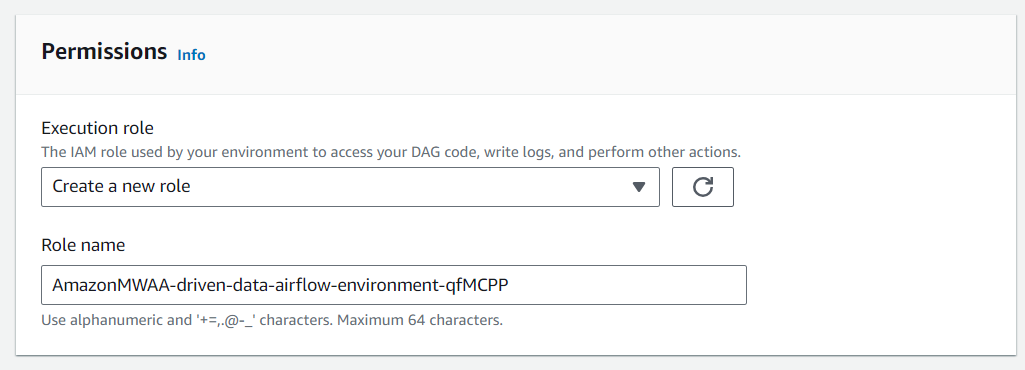 Permissions Info
Execution role
The IAM role used by your environment to access your DAG code, write logs, and perform other actions.
Create a new role
Role name
AmazonMWAA-driven-data-airflow-environment-qfMCPP
Use alphanumeric and '+=,.@-_' characters. Maximum 64 characters.